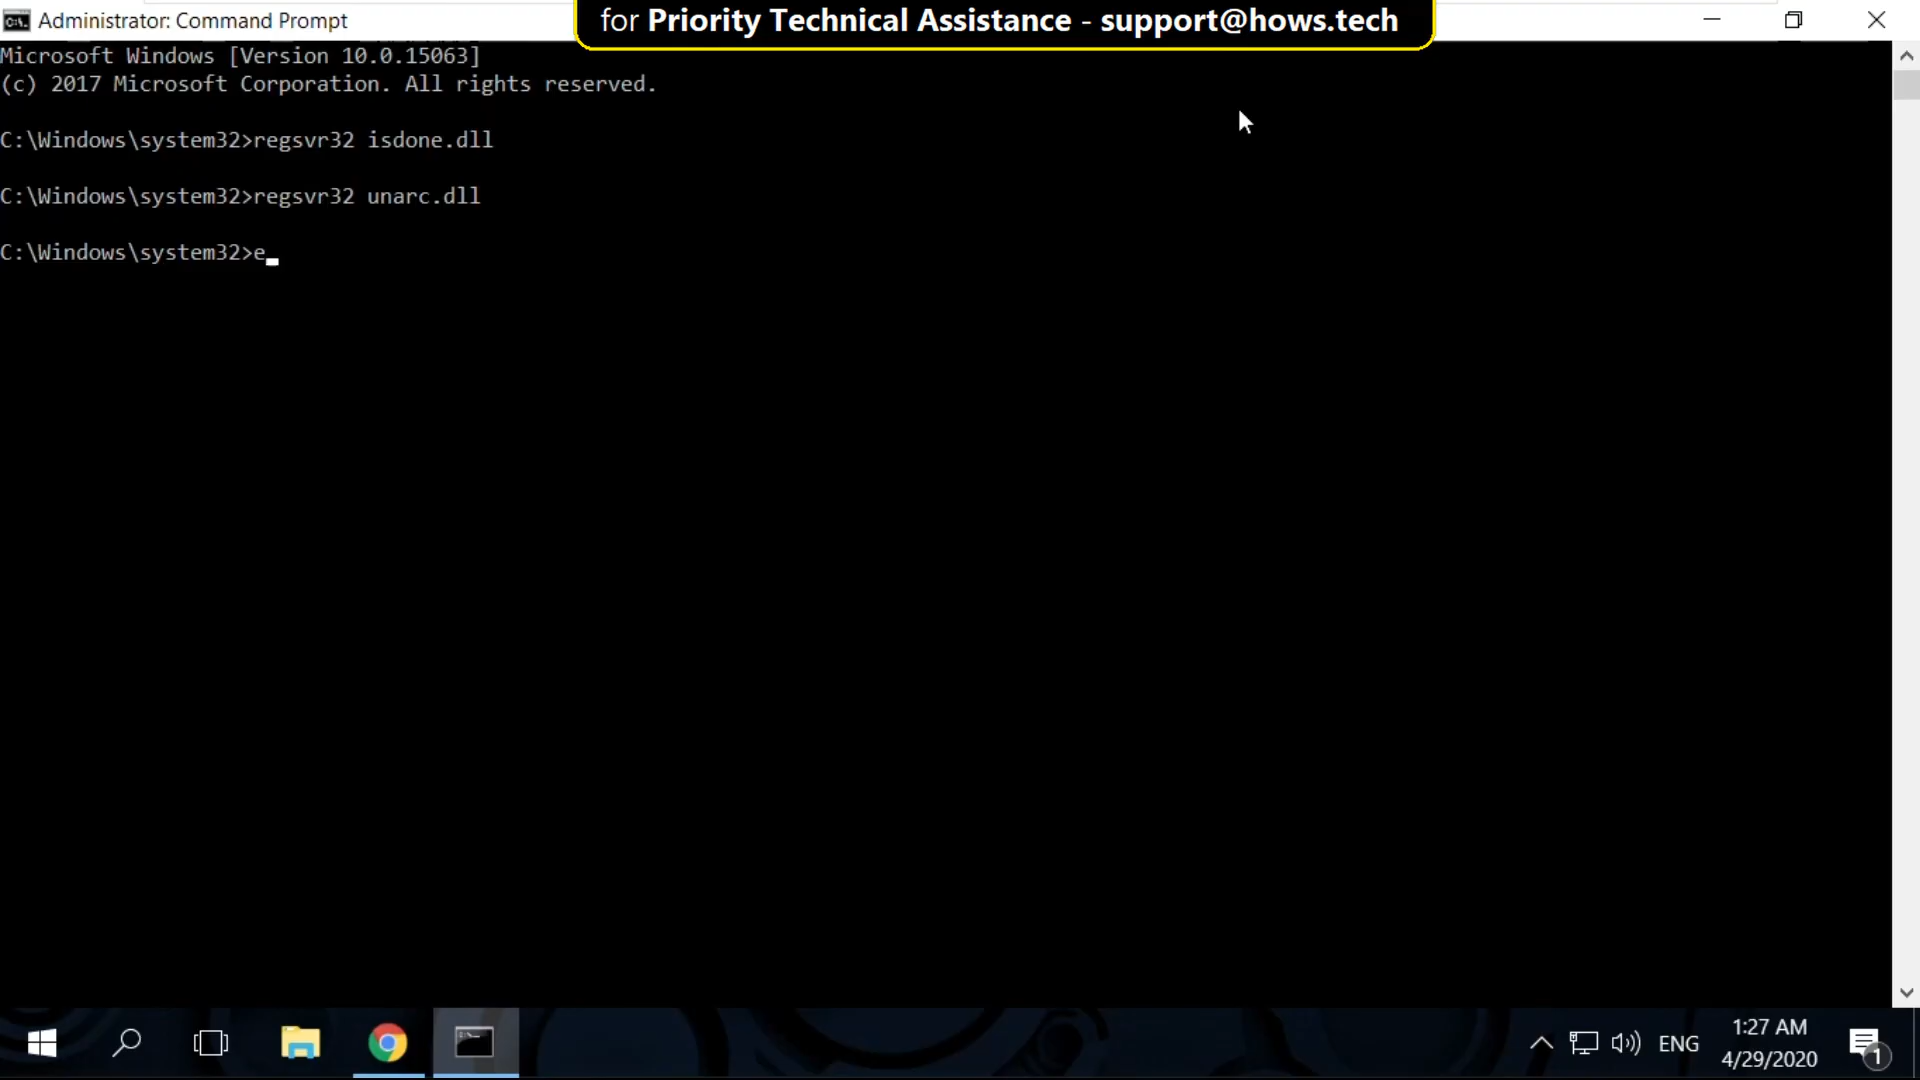 Administrator: Command Prompt
for Priority Technical Assistance - support@hows.tech
Microsoft Windows [Version 10.0.15063]
(c) 2017 Microsoft Corporation. All rights reserved.
C:\Windows\system32>regsvr32 isdone.dll
C:\Windows\system32>regsvr32 unarc.dll
C:\Windows\system32>e
ENG
1:27 AM
4/29/2020
1